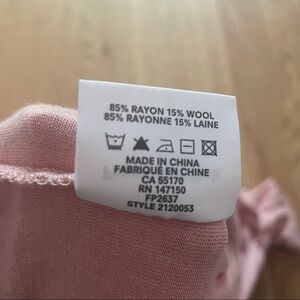 85% RAYON 15% WOOL
85% RAYONNE 15% LAINE
MADE IN CHINA
FABRIQUÉ EN CHINE
CA 55170
RN 147150
FP2637
STYLE 2120053